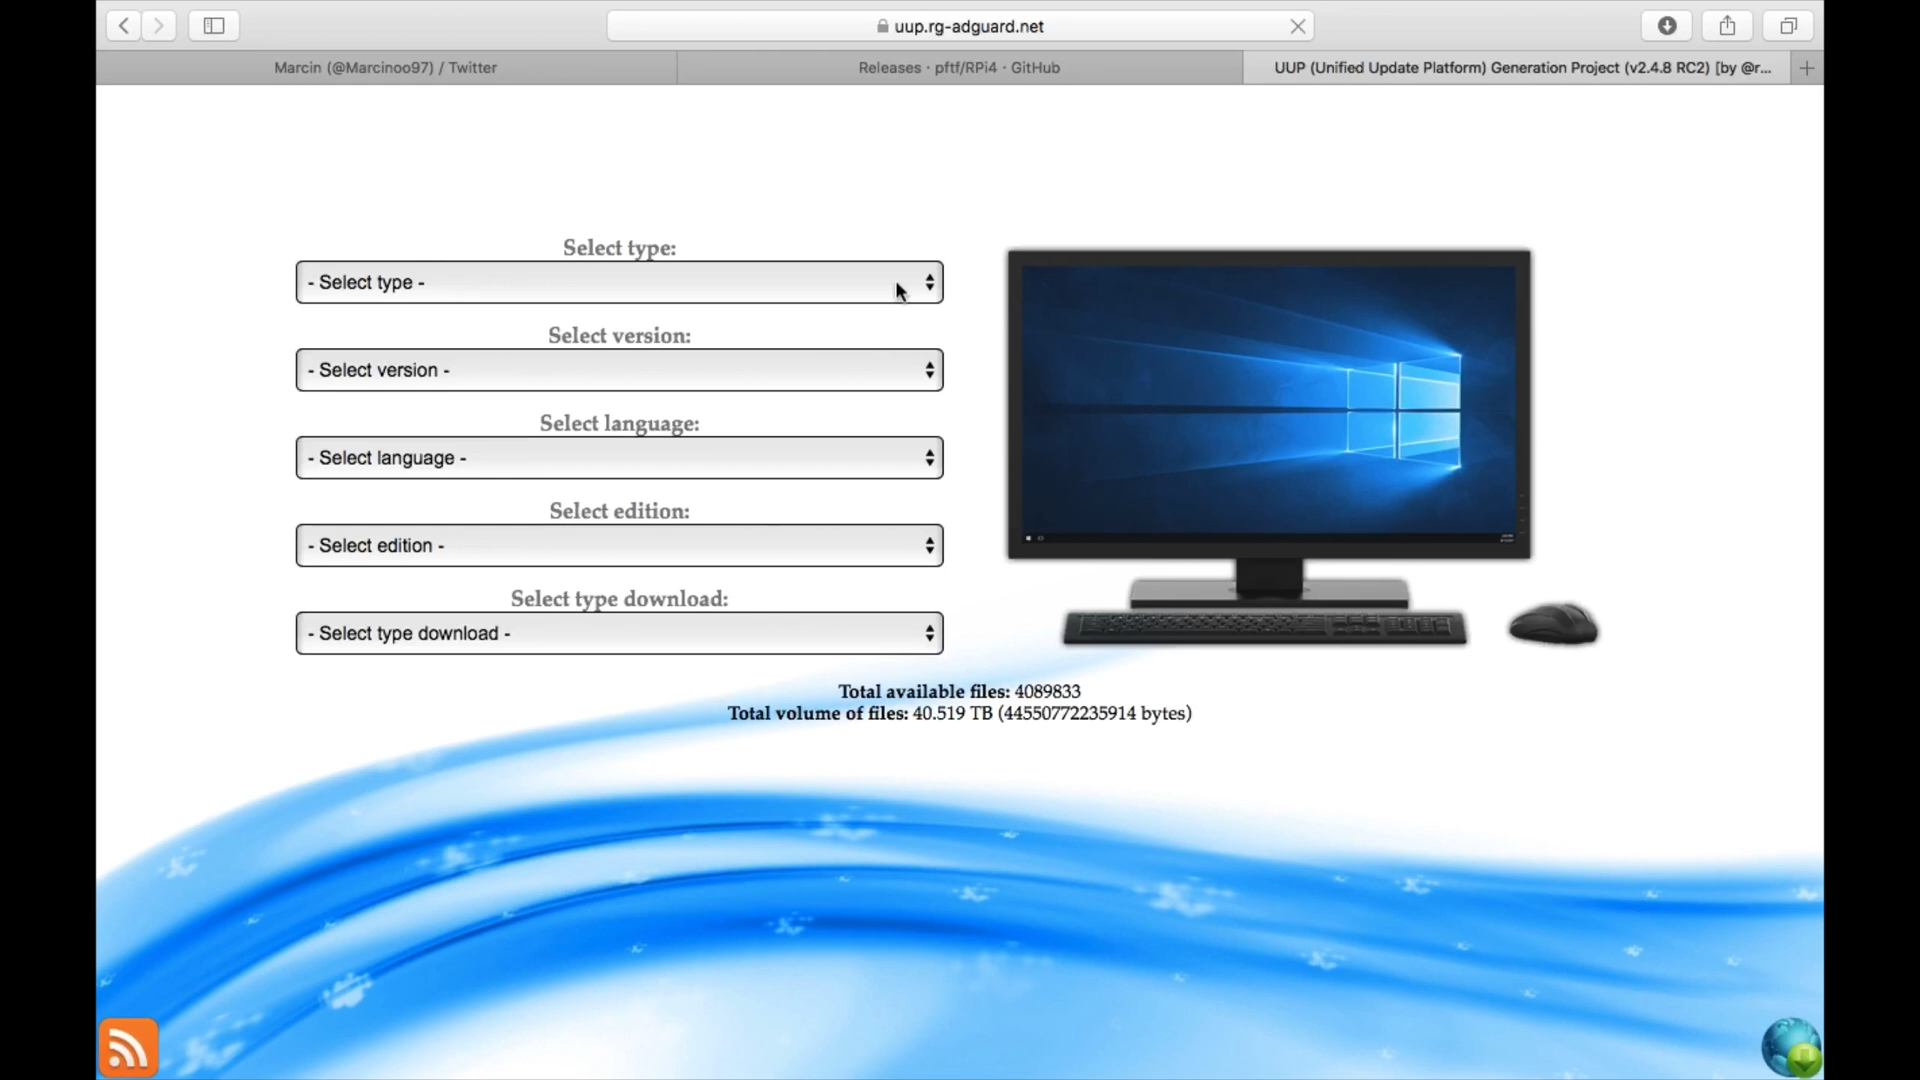 uup.rg-adguard.net
Marcin (@Marcinoo97) / Twitter
Releases · pftf/RPi4 · GitHub
UUP (Unified Update Platform) Generation Project (v2.4.8 RC2) [by @r...
Select type:
- Select type -
Select version:
- Select version -
Select language:
- Select language -
Select edition:
- Select edition -
Select type download:
- Select type download -
Total available files: 4089833
Total volume of files: 40.519 TB (44550772235914 bytes)